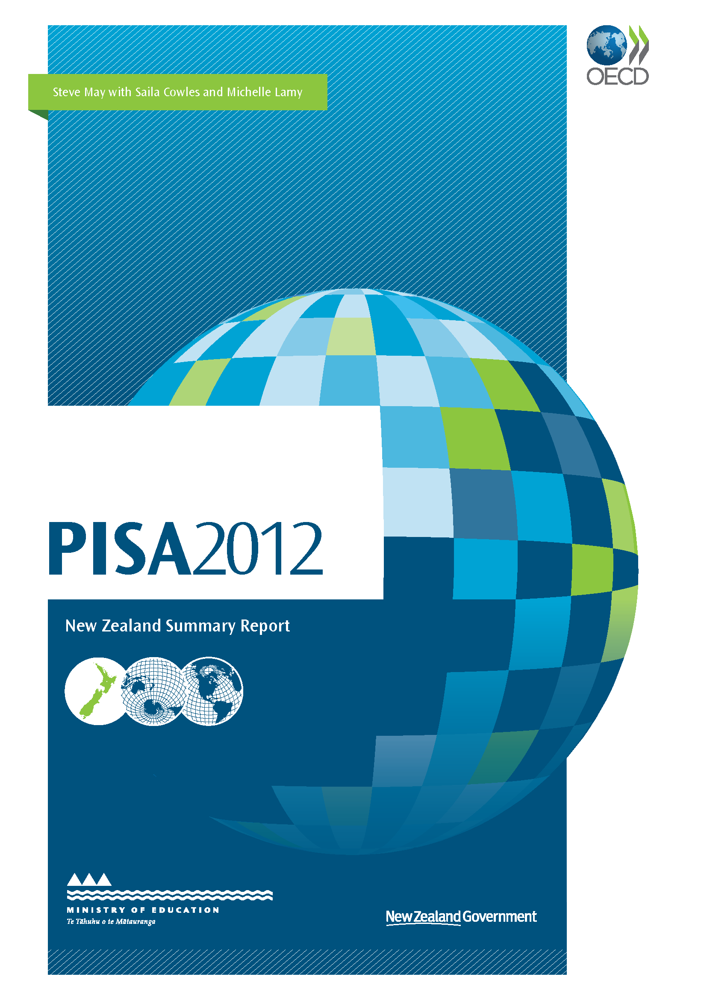 OECD
Steve May with Saila Cowles and Michelle Lamy
PISA2012
New Zealand Summary Report
MINISTRY OF EDUCATION
Te Tāhuhu o te Mātauranga
New Zealand Government